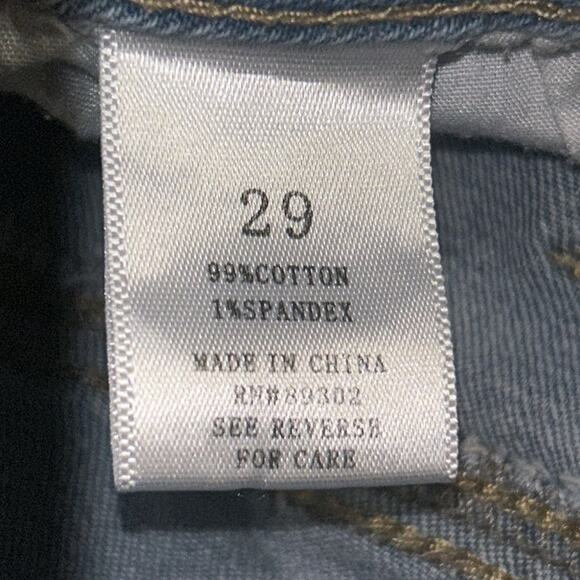 29
99%COTTON
1%SPANDEX
MADE IN CHINA
RN#89302
SEE REVERSE
FOR CARE